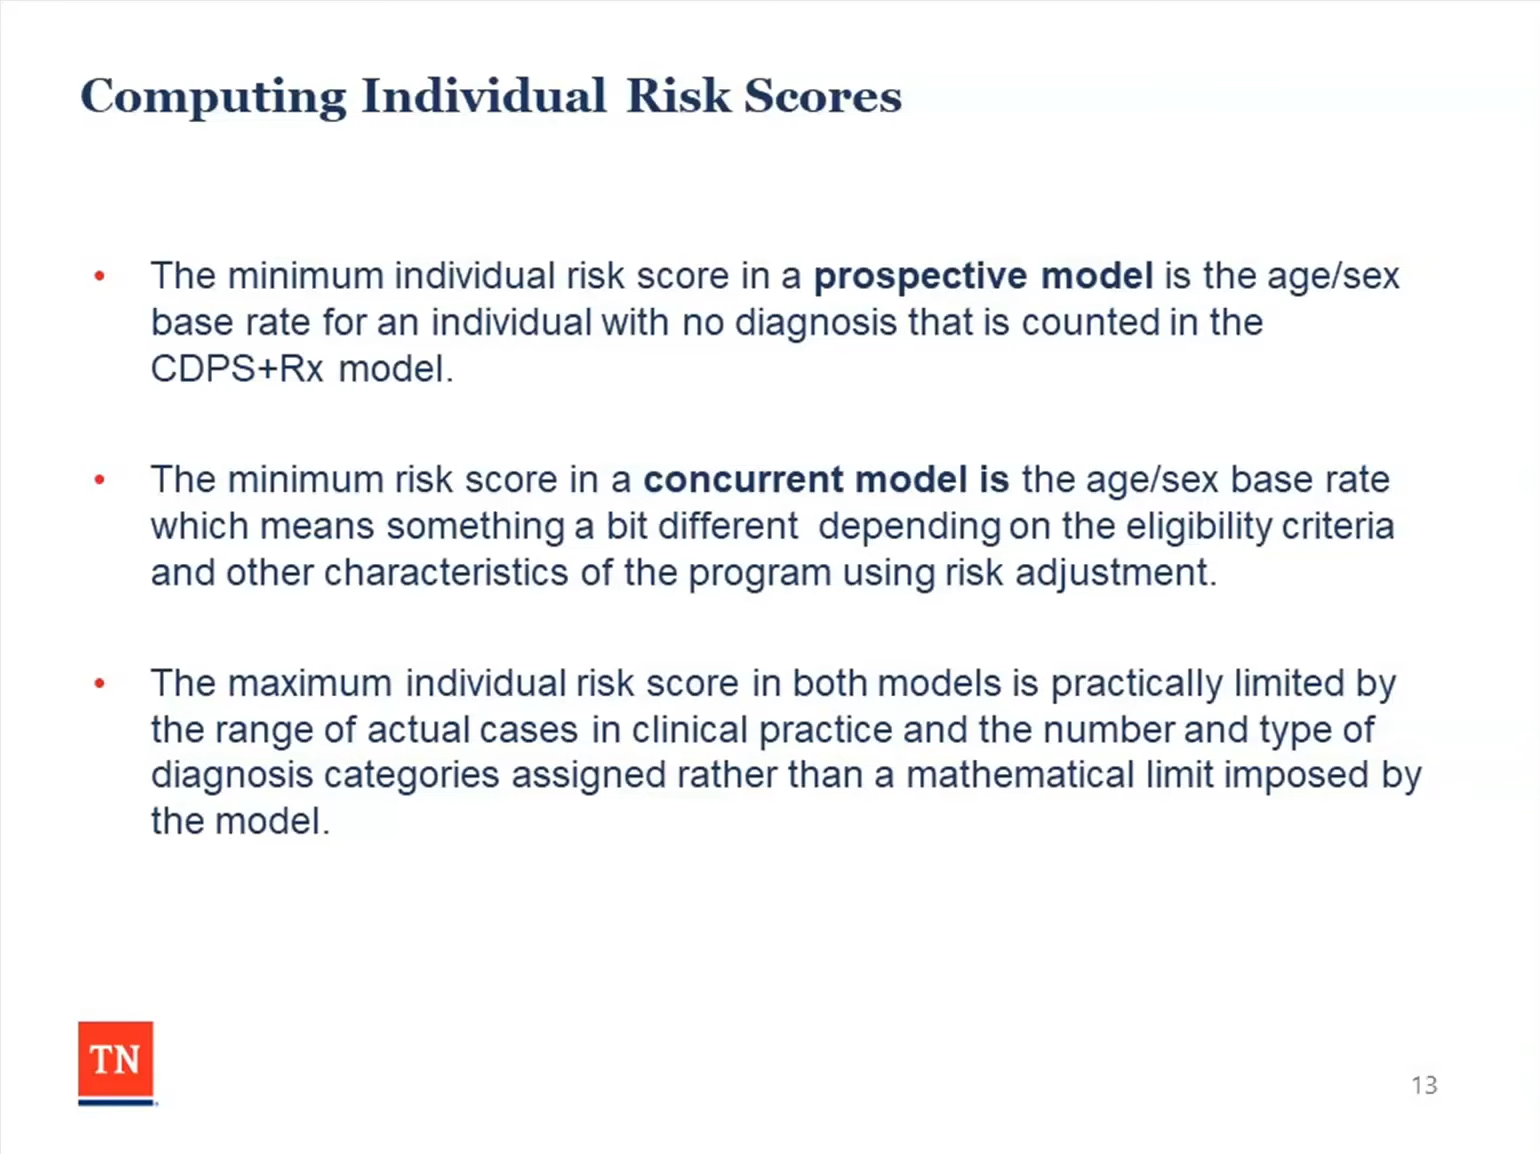 Computing Individual Risk Scores
• The minimum individual risk score in a prospective model is the age/sex
base rate for an individual with no diagnosis that is counted in the
CDPS+Rx model.
• The minimum risk score in a concurrent model is the age/sex base rate
which means something a bit different  depending on the eligibility criteria
and other characteristics of the program using risk adjustment.
• The maximum individual risk score in both models is practically limited by
the range of actual cases in clinical practice and the number and type of
diagnosis categories assigned rather than a mathematical limit imposed by
the model.
TN
13